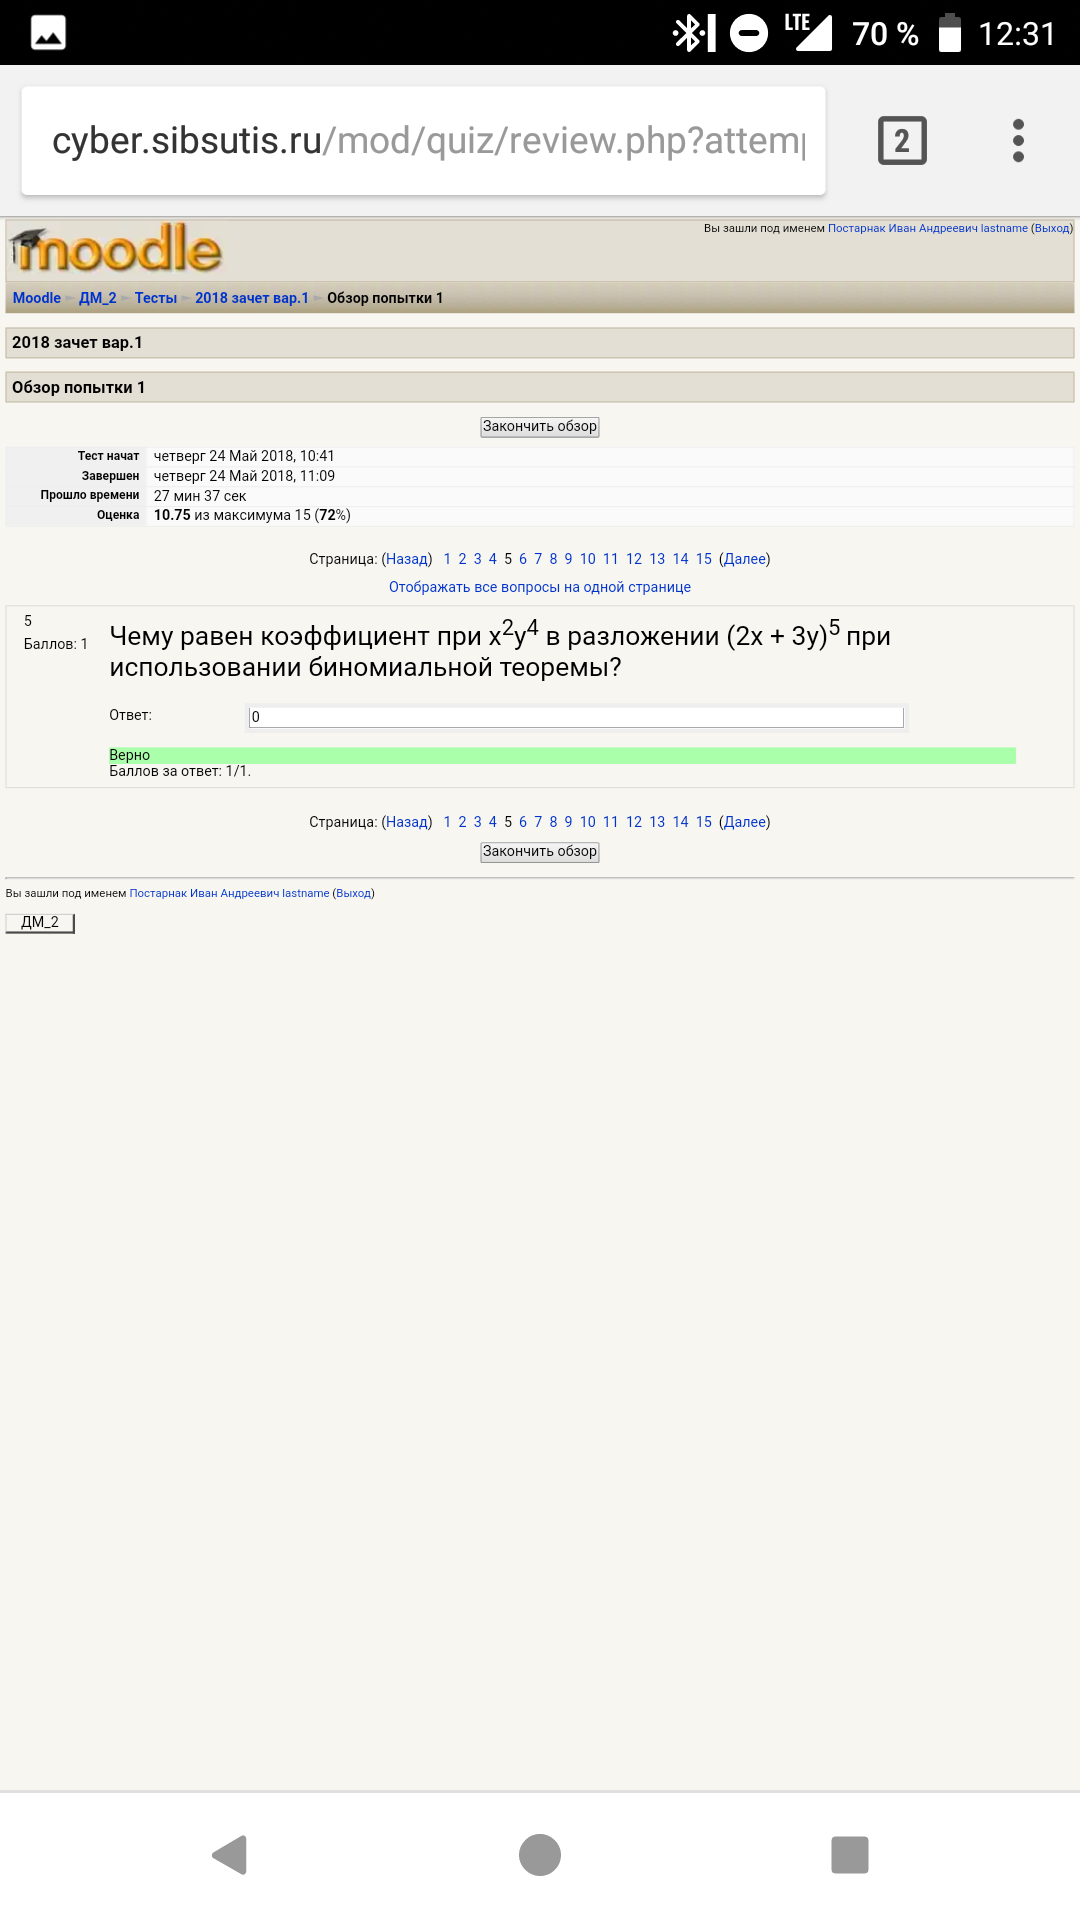 LTE 70 % 12:31
cyber.sibsutis.ru/mod/quiz/review.php?attem
2
moodle
Вы зашли под именем Постарнак Иван Андреевич lastname (Выход)
Moodle ► ДМ_2 ► Тесты ► 2018 зачет вар.1 ► Обзор попытки 1
2018 зачет вар.1
Обзор попытки 1
Закончить обзор
Тест начат четверг 24 Май 2018, 10:41
Завершен четверг 24 Май 2018, 11:09
Прошло времени 27 мин 37 сек
Оценка 10.75 из максимума 15 (72%)
Страница: (Назад) 1 2 3 4 5 6 7 8 9 10 11 12 13 14 15 (Далее)
Отображать все вопросы на одной странице
5
Баллов: 1
Чему равен коэффициент при x²y⁴ в разложении (2x + 3y)⁵ при
использовании биномиальной теоремы?
Ответ: 0
Верно
Баллов за ответ: 1/1.
Страница: (Назад) 1 2 3 4 5 6 7 8 9 10 11 12 13 14 15 (Далее)
Закончить обзор
Вы зашли под именем Постарнак Иван Андреевич lastname (Выход)
ДМ_2